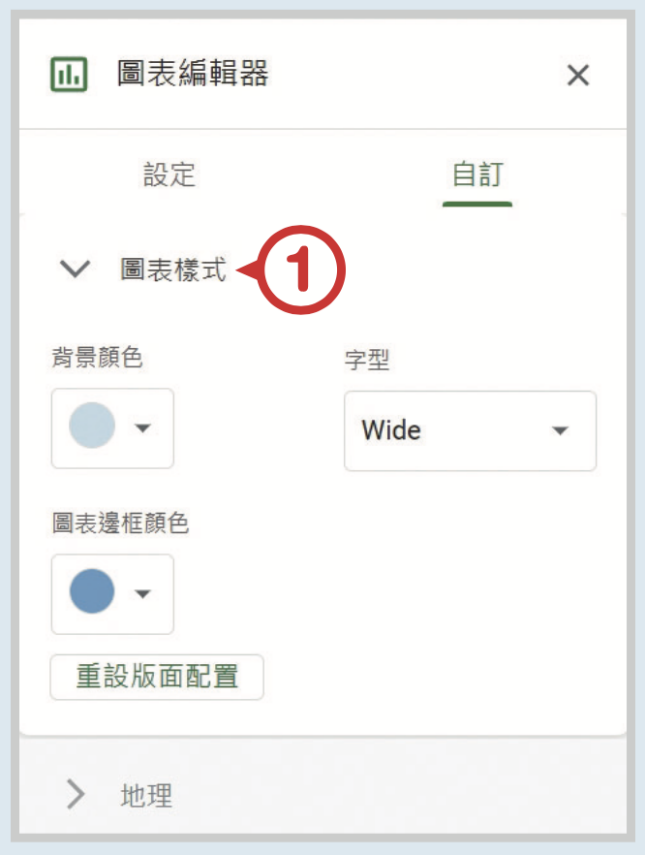 圖表編輯器
設定 自訂
圖表樣式 1
背景顏色 字型
Wide
圖表邊框顏色
重設版面配置
地理